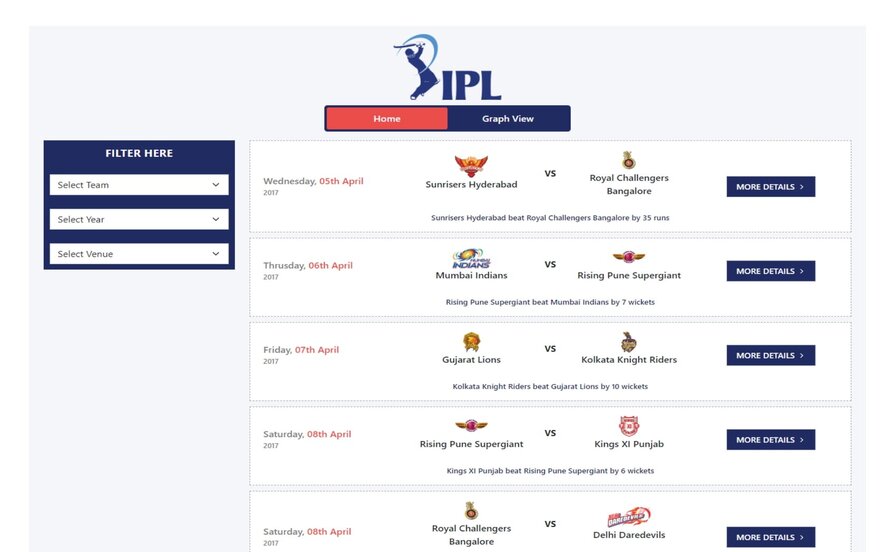 IPL
Home
Graph View
FILTER HERE
Select Team
Select Year
Select Venue
Wednesday, 05th April
2017
Sunrisers Hyderabad
VS
Royal Challengers
Bangalore
MORE DETAILS >
Sunrisers Hyderabad beat Royal Challengers Bangalore by 35 runs
Thrusday, 06th April
2017
MUMBAI
INDIANS
Mumbai Indians
VS
Rising Pune Supergiant
MORE DETAILS >
Rising Pune Supergiant beat Mumbai Indians by 7 wickets
Friday, 07th April
2017
Gujarat Lions
VS
Kolkata Knight Riders
MORE DETAILS >
Kolkata Knight Riders beat Gujarat Lions by 10 wickets
Saturday, 08th April
2017
Rising Pune Supergiant
VS
Kings XI Punjab
MORE DETAILS >
Kings XI Punjab beat Rising Pune Supergiant by 6 wickets
Saturday, 08th April
2017
Royal Challengers
Bangalore
VS
DAREDEVILS
Delhi Daredevils
MORE DETAILS >